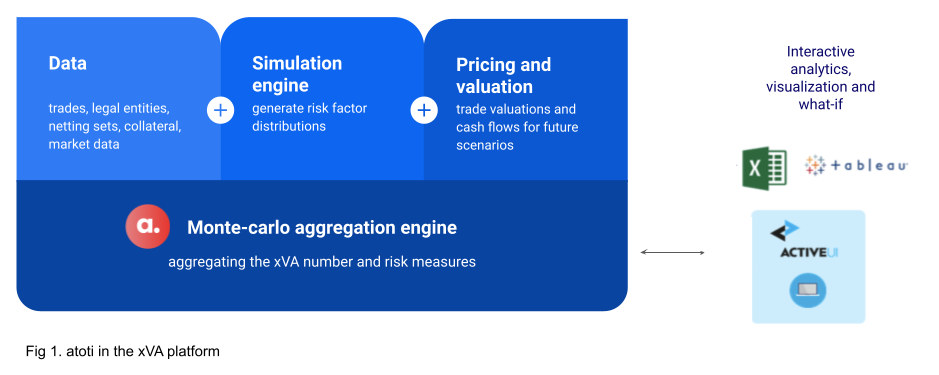 Data
trades, legal entities,
netting sets, collateral,
market data
+
Simulation
engine
generate risk factor
distributions
+
Pricing and
valuation
trade valuations and
cash flows for future
scenarios
a.
Monte-carlo aggregation engine
aggregating the xVA number and risk measures
Interactive
analytics,
visualization and
what-if
X
+ableau
ACTIVEUI
Fig 1. atoti in the xVA platform